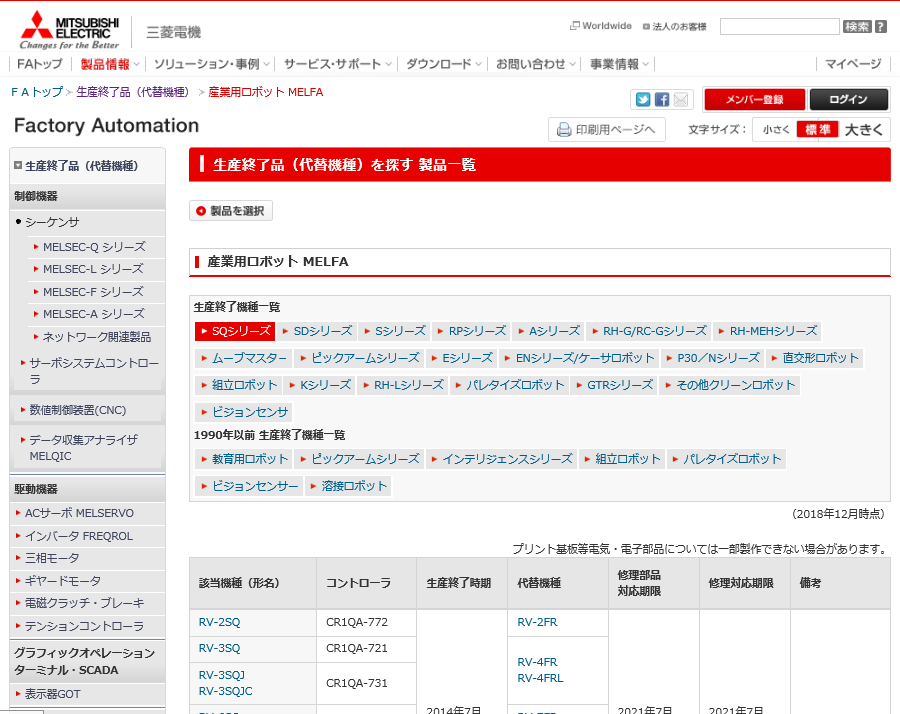 MITSUBISHI
ELECTRIC
Changes for the Better
三菱電機
Worldwide
法人のお客様
検索
?
FAトップ
製品情報
ソリューション・事例
サービス・サポート
ダウンロード
お問い合わせ
事業情報
マイページ
ＦＡトップ > 生産終了品（代替機種） > 産業用ロボット MELFA
メンバー登録
ログイン
Factory Automation
印刷用ページへ
文字サイズ：
小さく
標準
大きく
生産終了品（代替機種）
制御機器
シーケンサ
MELSEC-Q シリーズ
MELSEC-L シリーズ
MELSEC-F シリーズ
MELSEC-A シリーズ
ネットワーク関連製品
サーボシステムコントロー
ラ
数値制御装置(CNC)
データ収集アナライザ
MELQIC
駆動機器
ACサーボ MELSERVO
インバータ FREQROL
三相モータ
ギヤードモータ
電磁クラッチ・ブレーキ
テンションコントローラ
グラフィックオペレーション
ターミナル・SCADA
表示器GOT
生産終了品（代替機種）を探す 製品一覧
製品を選択
産業用ロボット MELFA
生産終了機種一覧
SQシリーズ
SDシリーズ
Sシリーズ
RPシリーズ
Aシリーズ
RH-G/RC-Gシリーズ
RH-MEHシリーズ
ムーブマスター
ピックアームシリーズ
Eシリーズ
ENシリーズ/ケーサロボット
P30／Nシリーズ
直交形ロボット
組立ロボット
Kシリーズ
RH-Lシリーズ
パレタイズロボット
GTRシリーズ
その他クリーンロボット
ビジョンセンサ
1990年以前 生産終了機種一覧
教育用ロボット
ピックアームシリーズ
インテリジェンスシリーズ
組立ロボット
パレタイズロボット
ビジョンセンサー
溶接ロボット
（2018年12月時点）
プリント基板等電気・電子部品については一部製作できない場合があります。
該当機種（形名）
コントローラ
生産終了時期
代替機種
修理部品
対応期限
修理対応期限
備考
RV-2SQ
CR1QA-772
RV-2FR
RV-3SQ
CR1QA-721
RV-3SQJ
RV-3SQJC
CR1QA-731
RV-4FR
RV-4FRL
2014年7月
2021年7月
2021年7月